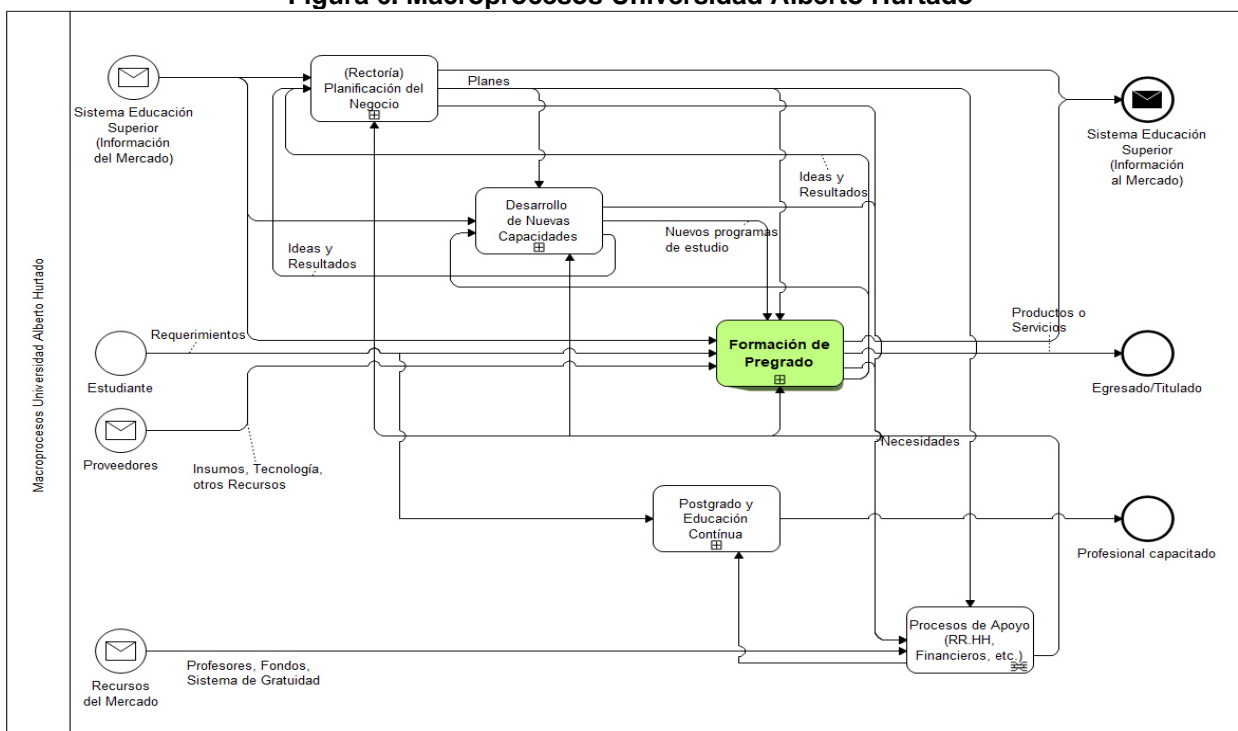 Figura 6. Macroprocesos Universidad Alberto Hurtado
Macroprocesos Universidad Alberto Hurtado
Sistema Educación
Superior
(Información
del Mercado)
(Rectoría)
Planificación del
Negocio
Planes
Sistema Educación
Superior
(Información
al Mercado)
Ideas y
Resultados
Desarrollo
de Nuevas
Capacidades
Nuevos programas
de estudio
Ideas y
Resultados
Requerimientos
Estudiante
Formación de
Pregrado
Productos o
Servicios
Egresado/Titulado
Proveedores
Insumos, Tecnología,
otros Recursos
Necesidades
Postgrado y
Educación
Contínua
Profesional capacitado
Procesos de Apoyo
(RR.HH,
Financieros, etc.)
Recursos
del Mercado
Profesores, Fondos,
Sistema de Gratuidad